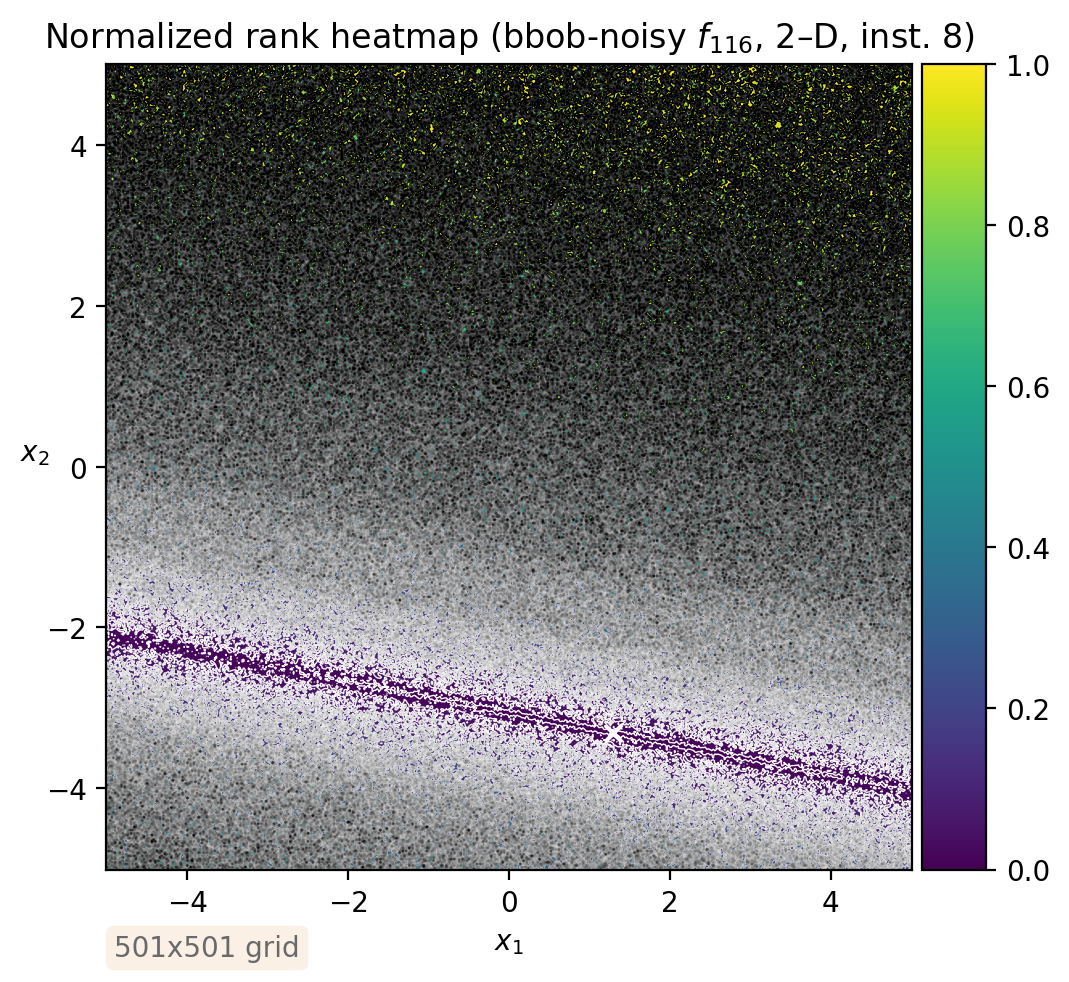 Normalized rank heatmap (bbob-noisy f₁₁₆, 2–D, inst. 8)
1.0
0.8
0.6
0.4
0.2
0.0
4
2
0
−2
−4
x₂
−4 −2 0 2 4
x₁
501x501 grid